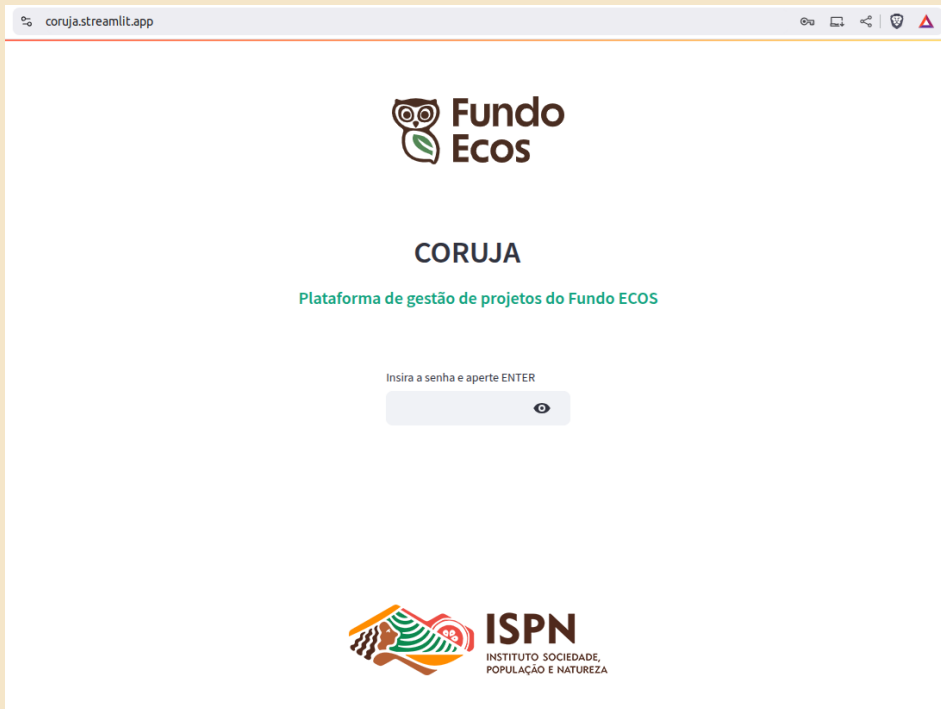 coruja.streamlit.app
Fundo
Ecos
CORUJA
Plataforma de gestão de projetos do Fundo ECOS
Insira a senha e aperte ENTER
ISPN
INSTITUTO SOCIEDADE,
POPULAÇÃO E NATUREZA